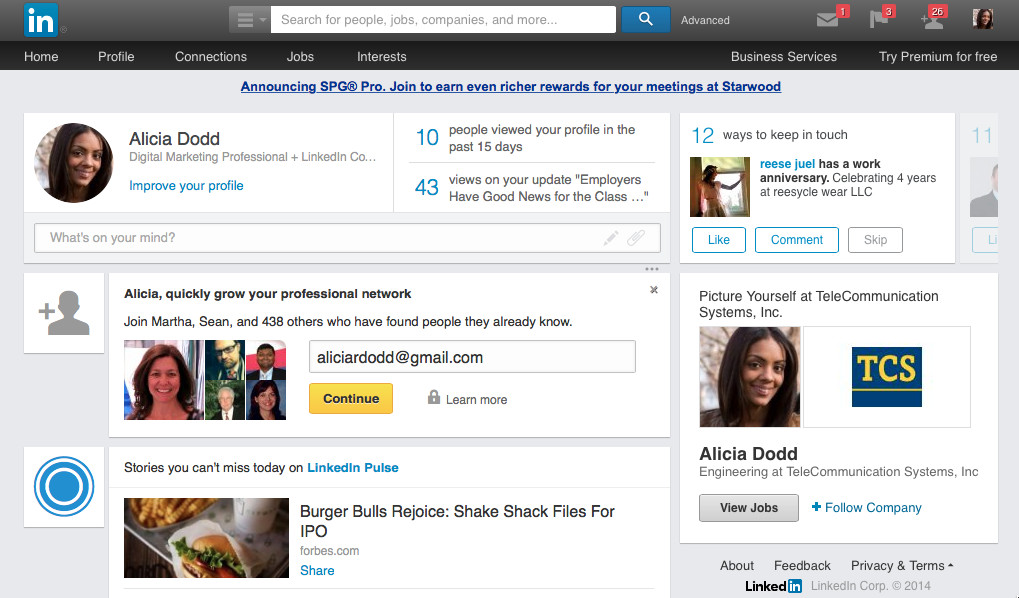 in
Search for people, jobs, companies, and more...
Advanced
1
3
26
Home Profile Connections Jobs Interests Business Services Try Premium for free
Announcing SPG® Pro. Join to earn even richer rewards for your meetings at Starwood
Alicia Dodd
Digital Marketing Professional + LinkedIn Co...
Improve your profile
10 people viewed your profile in the
past 15 days
43 views on your update "Employers
Have Good News for the Class ..."
What's on your mind?
12 ways to keep in touch
reese juel has a work
anniversary. Celebrating 4 years
at reesycle wear LLC
Like Comment Skip
11
Li
Alicia, quickly grow your professional network
Join Martha, Sean, and 438 others who have found people they already know.
aliciardodd@gmail.com
Continue Learn more
Picture Yourself at TeleCommunication
Systems, Inc.
TCS
Alicia Dodd
Engineering at TeleCommunication Systems, Inc
View Jobs + Follow Company
Stories you can't miss today on LinkedIn Pulse
Burger Bulls Rejoice: Shake Shack Files For
IPO
forbes.com
Share
About Feedback Privacy & Terms
LinkedIn LinkedIn Corp. © 2014